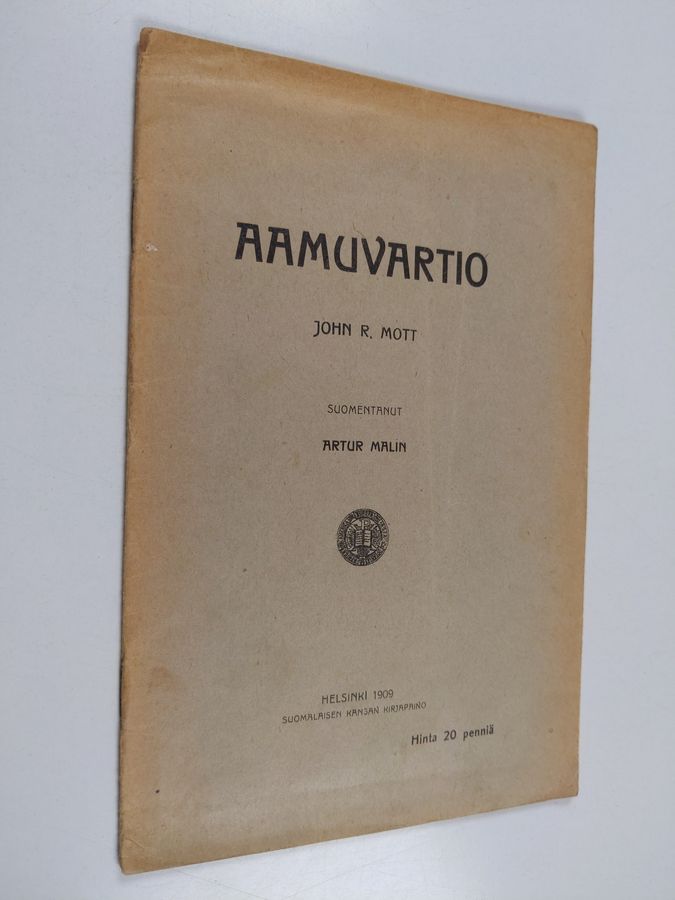 AAMUVARTIO
JOHN R. MOTT
SUOMENTANUT
ARTUR MALIN
HELSINKI 1909
SUOMALAISEN KANSAN KIRJAPAINO
Hinta 20 penniä